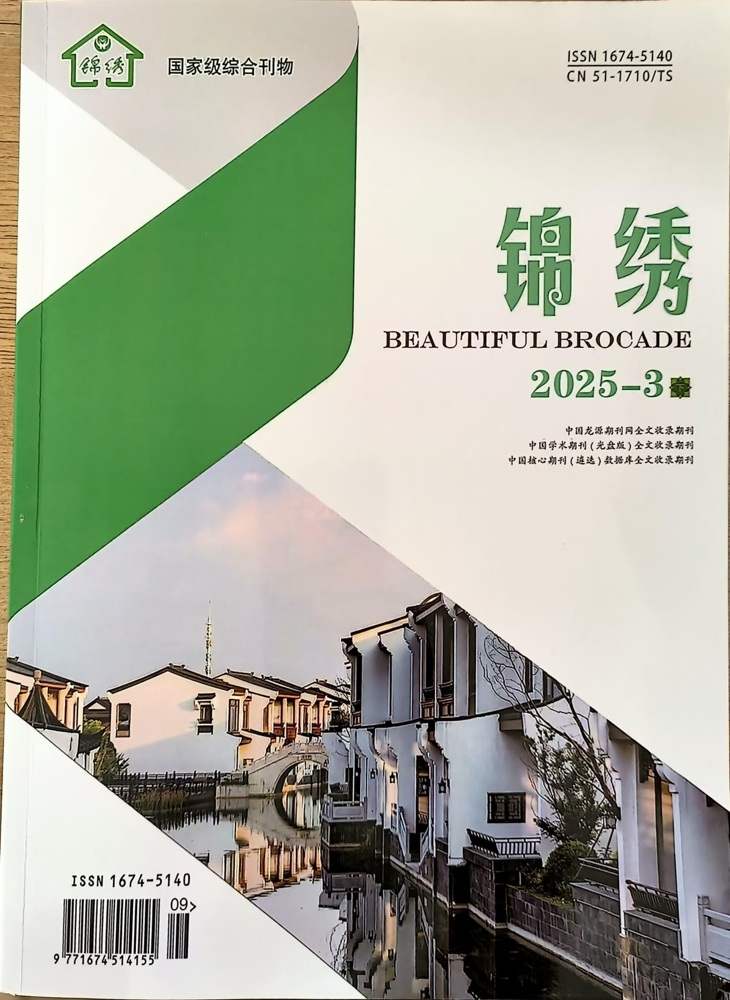 锦绣
国家级综合刊物
ISSN 1674-5140
CN 51-1710/TS
锦绣
BEAUTIFUL BROCADE
2025-3 下
中国龙源期刊网全文收录期刊
中国学术期刊(光盘版)全文收录期刊
中国核心期刊(遴选)数据库全文收录期刊
ISSN 1674-5140
09>
9 771674 514155